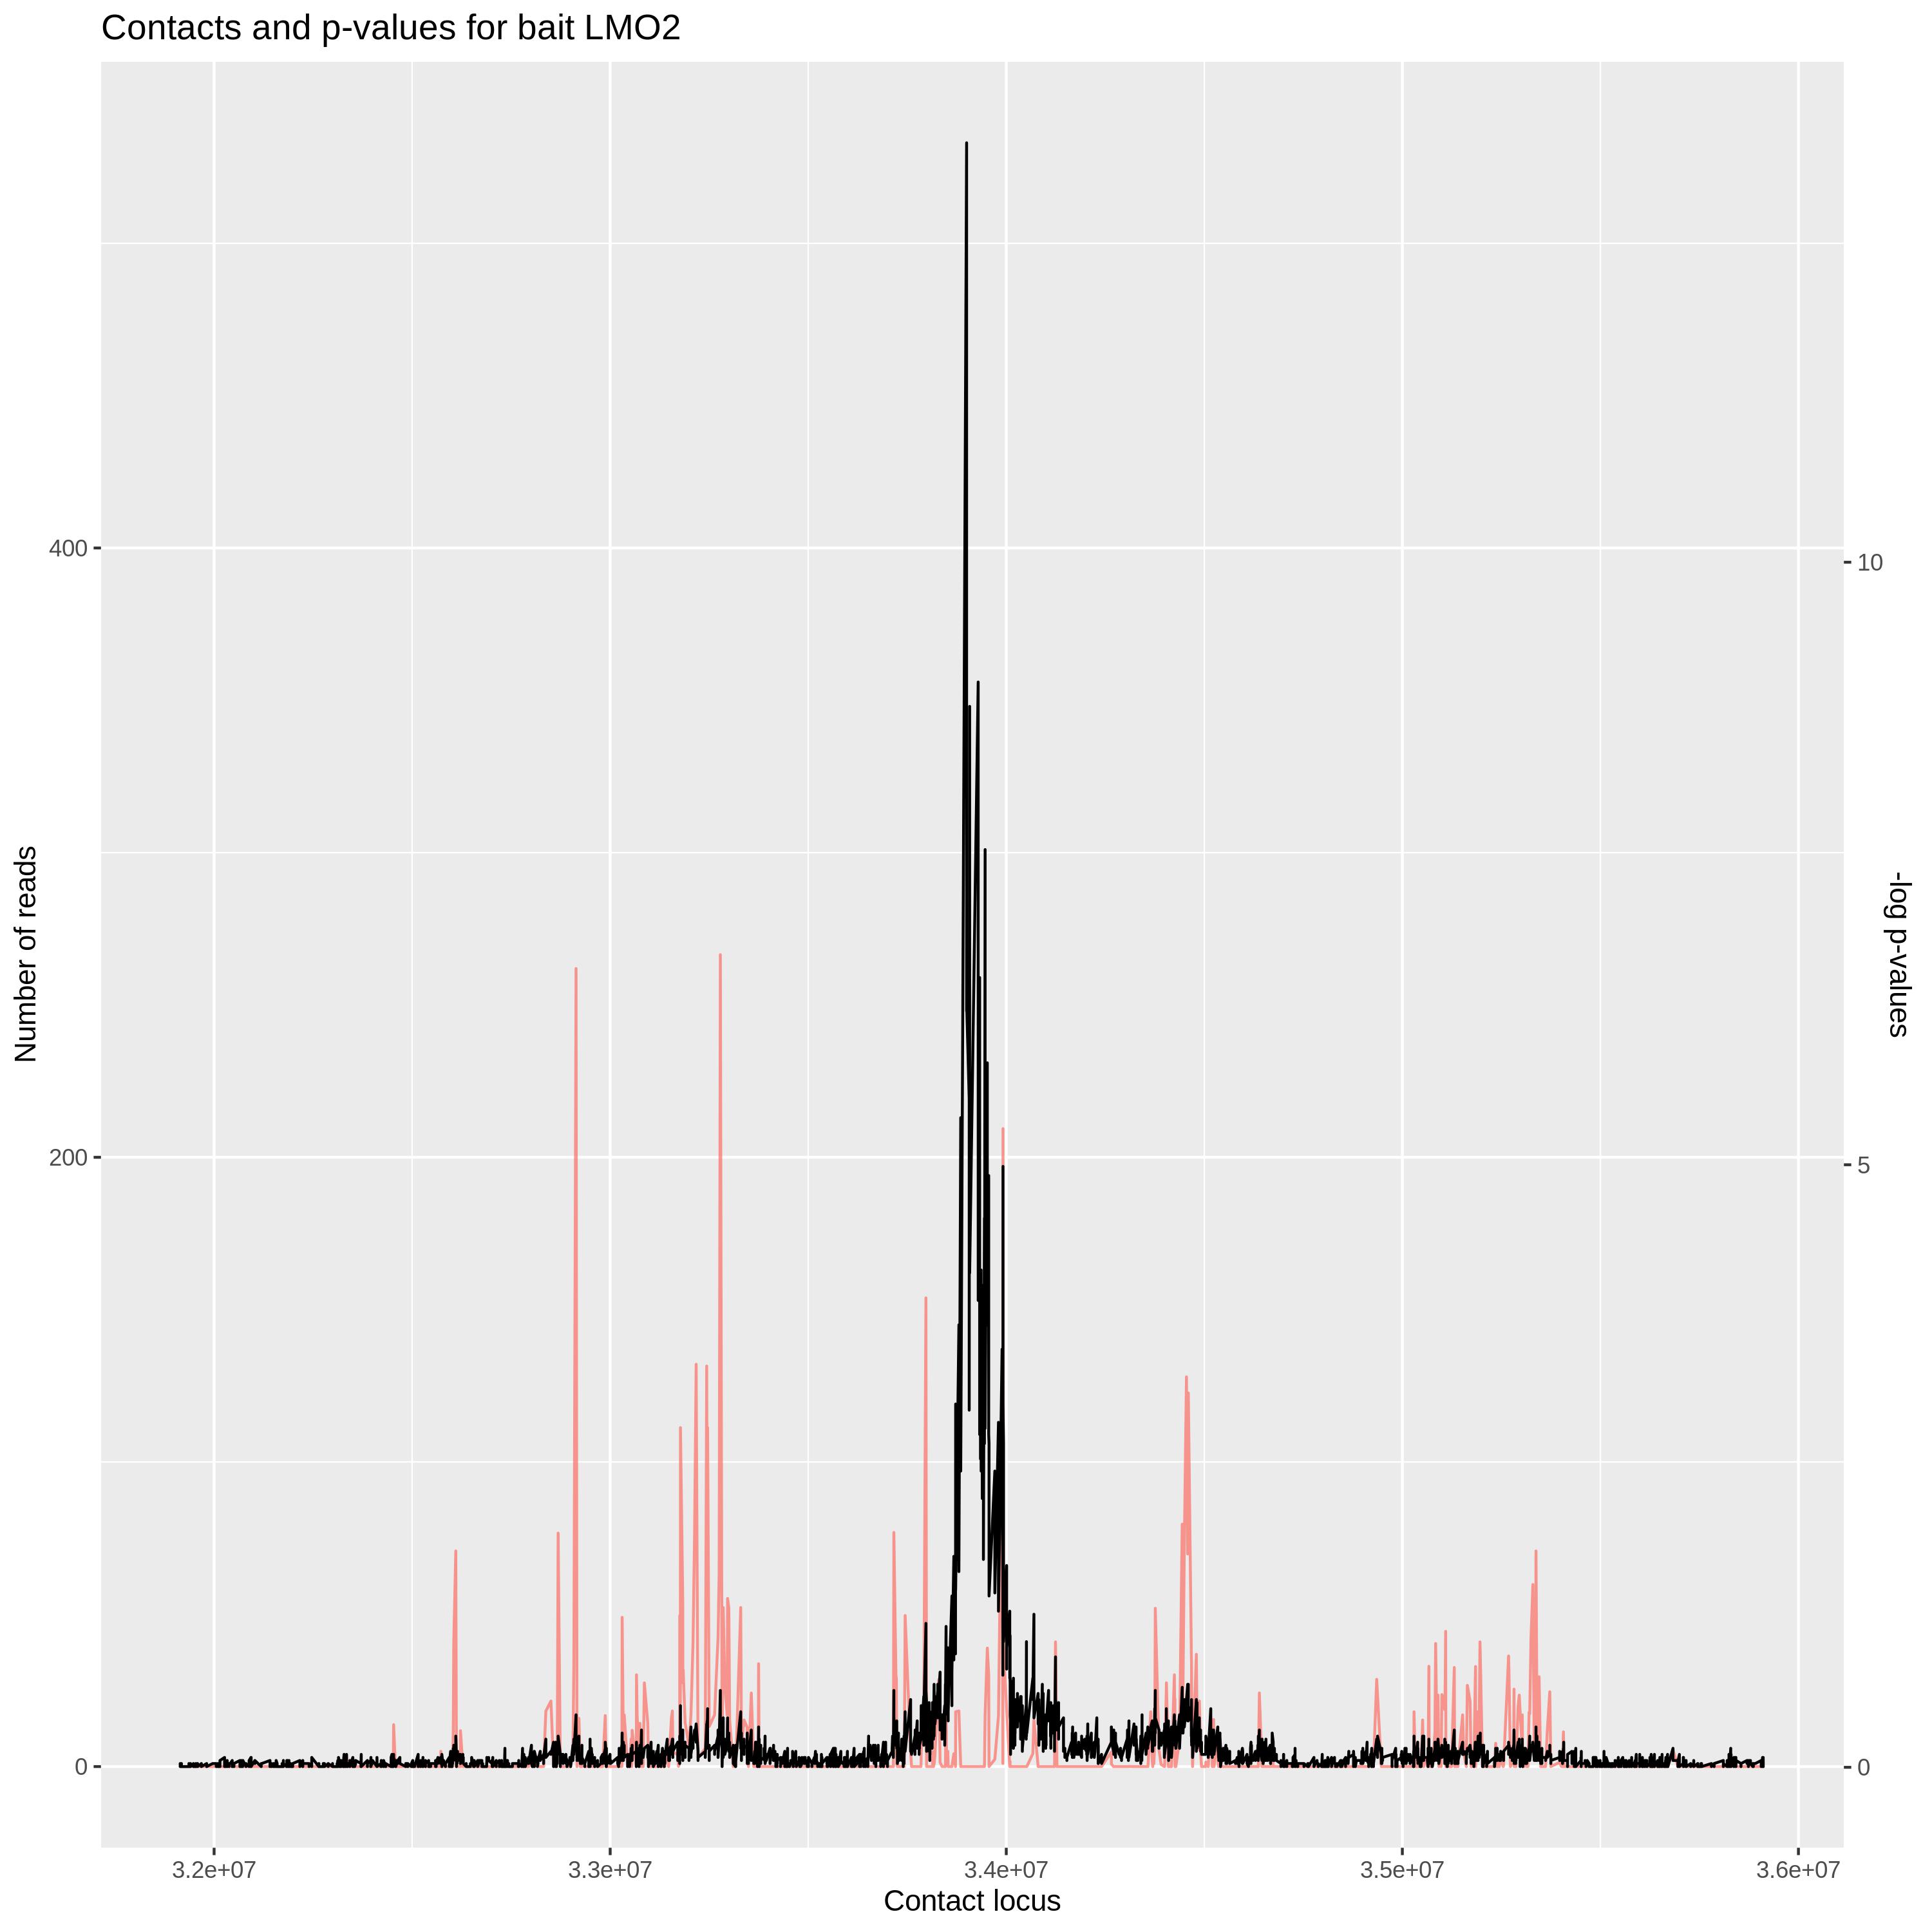 Contacts and p-values for bait LMO2
Number of reads
400
200
0
10
5
0
-log p-values
3.2e+07
3.3e+07
3.4e+07
3.5e+07
3.6e+07
Contact locus